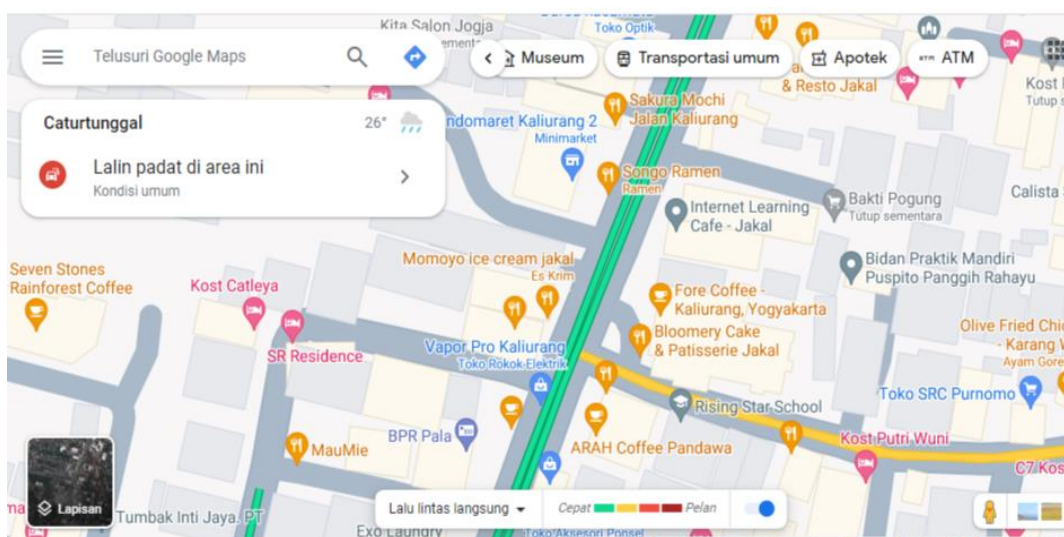 Kita Salon Jogja
Toko Optik
Telusuri Google Maps
Museum
Transportasi umum
Apotek
ATM
& Resto Jakal
Kost
Tutup
Caturtunggal
26°
Lalin padat di area ini
Kondisi umum
Sakura Mochi
Jalan Kaliurang
ndomaret Kaliurang 2
Minimarket
Songo Ramen
Ramen
Internet Learning
Cafe - Jakal
Bakti Pogung
Tutup sementara
Calista
Bidan Praktik Mandiri
Puspito Panggih Rahayu
Momoyo ice cream jakal
Es Krim
Seven Stones
Rainforest Coffee
Kost Catleya
SR Residence
Fore Coffee -
Kaliurang, Yogyakarta
Bloomery Cake
& Patisserie Jakal
Olive Fried Chi
- Karang W
Ayam Gore
Vapor Pro Kaliurang
Toko Rokok Elektrik
Toko SRC Purnomo
Rising Star School
BPR Pala
MauMie
ARAH Coffee Pandawa
Kost Putri Wuni
C7 Kos
Lapisan
Tumbak Inti Jaya. PT
Lalu lintas langsung
Cepat
Pelan
Exo Laundry
Toko Aksesori Ponsel